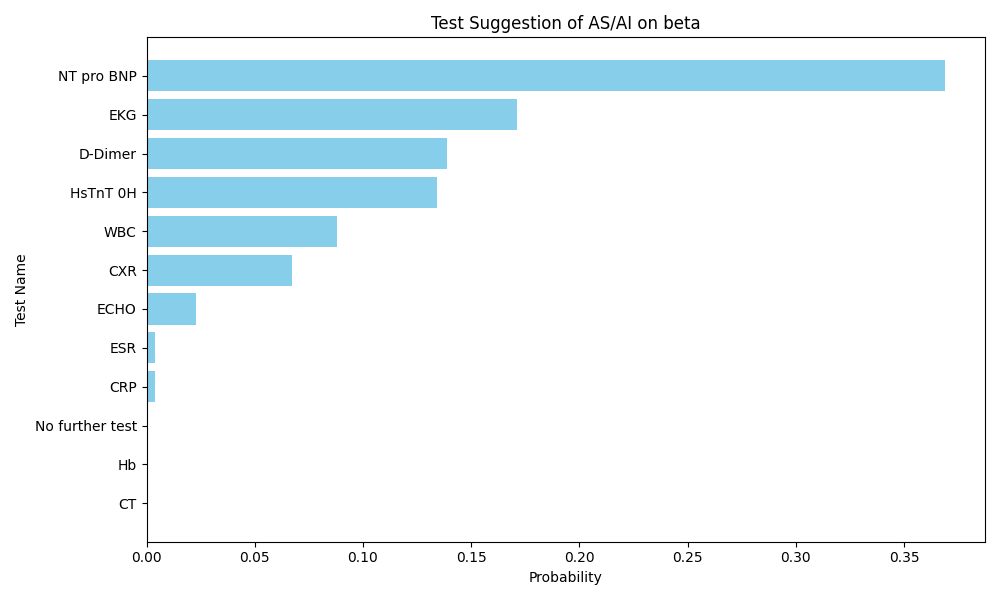 Test Suggestion of AS/AI on beta
Test Name
NT pro BNP
EKG
D-Dimer
HsTnT 0H
WBC
CXR
ECHO
ESR
CRP
No further test
Hb
CT
0.00 0.05 0.10 0.15 0.20 0.25 0.30 0.35
Probability